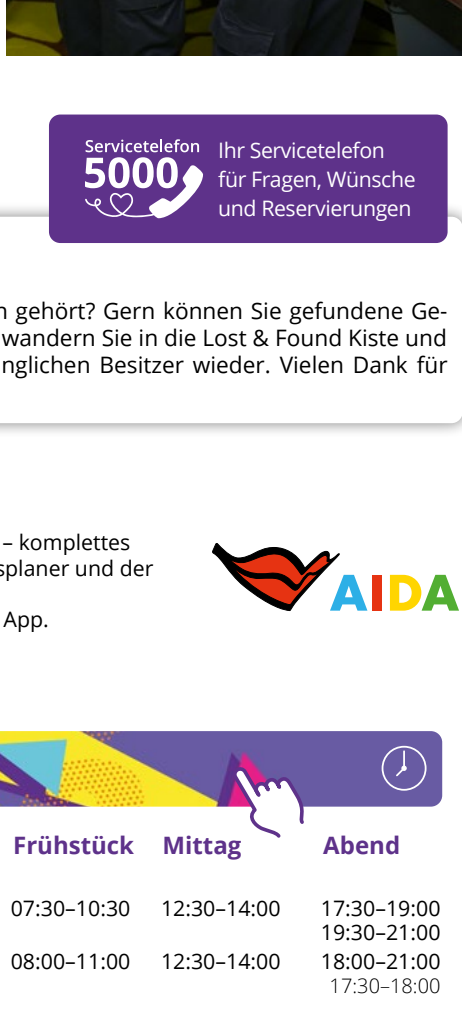 Servicetelefon
5000
Ihr Servicetelefon
für Fragen, Wünsche
und Reservierungen
gehört? Gern können Sie gefundene Ge-
wandern Sie in die Lost & Found Kiste und
nglichen Besitzer wieder. Vielen Dank für
– komplettes
splaner und der
App.
AIDA
Frühstück Mittag Abend
07:30–10:30 12:30–14:00 17:30–19:00
19:30–21:00
08:00–11:00 12:30–14:00 18:00–21:00
17:30–18:00